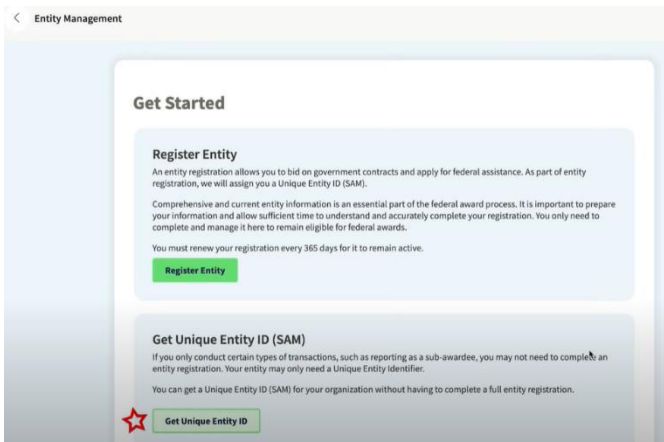 Entity Management
Get Started
Register Entity
An entity registration allows you to bid on government contracts and apply for federal assistance. As part of entity
registration, we will assign you a Unique Entity ID (SAM).
Comprehensive and current entity information is an essential part of the federal award process. It is important to prepare
your information and allow sufficient time to understand and accurately complete your registration. You only need to
complete and manage it here to remain eligible for federal awards.
You must renew your registration every 365 days for it to remain active.
Register Entity
Get Unique Entity ID (SAM)
If you only conduct certain types of transactions, such as reporting as a sub-awardee, you may not need to complete an
entity registration. Your entity may only need a Unique Entity Identifier.
You can get a Unique Entity ID (SAM) for your organization without having to complete a full entity registration.
Get Unique Entity ID